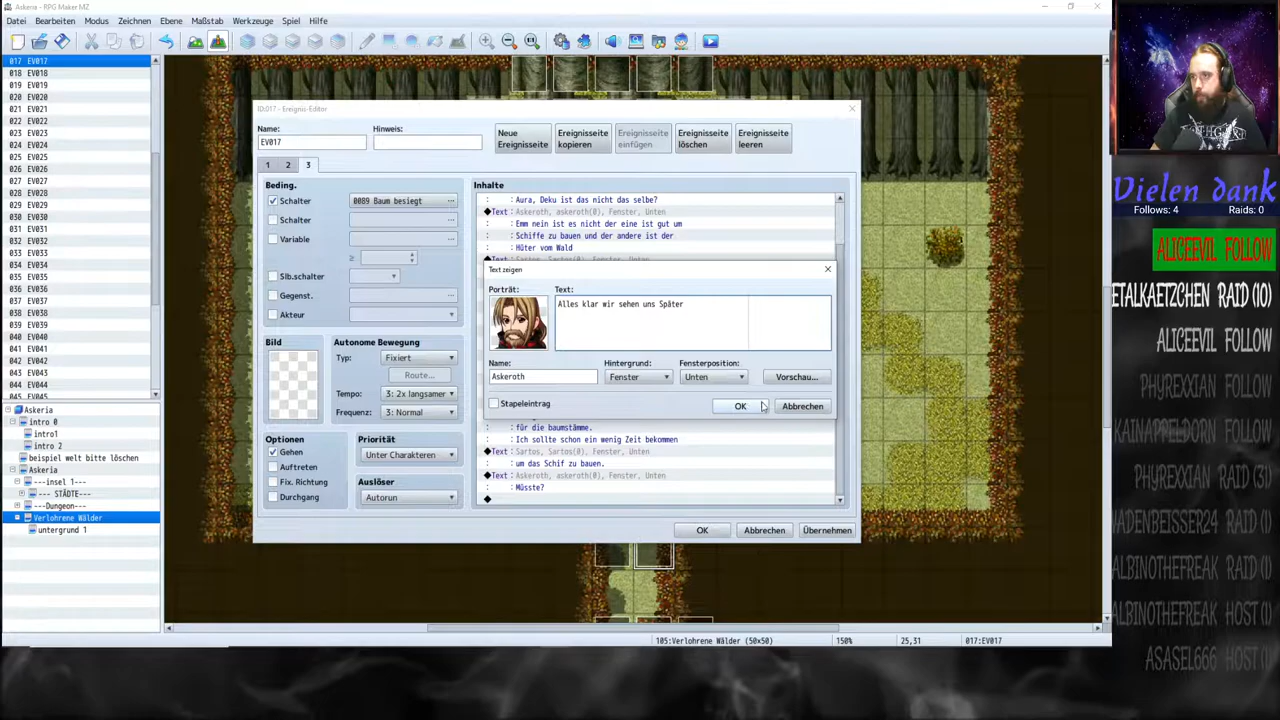 Askeria - RPG Maker MZ
Datei Bearbeiten Modus Zeichnen Ebene Maßstab Werkzeuge Spiel Hilfe
017 EV017
018 EV018
019 EV019
020 EV020
021 EV021
022 EV022
023 EV023
024 EV024
025 EV025
026 EV026
027 EV027
028 EV028
029 EV029
030 EV030
031 EV031
032 EV032
033 EV033
034 EV034
035 EV035
036 EV036
037 EV037
038 EV038
039 EV039
040 EV040
041 EV041
042 EV042
043 EV043
044 EV044
045 EV045
Askeria
intro 0
intro1
intro 2
beispiel welt bitte löschen
Askeria
---insel 1---
--- STÄDTE---
---Dungeon---
Verlohrene Wälder
untergrund 1
ID:017 - Ereignis-Editor
Name:
EV017
Hinweis:
Neue Ereignisseite
Ereignisseite kopieren
Ereignisseite einfügen
Ereignisseite löschen
Ereignisseite leeren
1 2 3
Beding.
Schalter 0089 Baum besiegt ...
Schalter
Variable
≥
Slb.schalter
Gegenst.
Akteur
Bild
Autonome Bewegung
Typ: Fixiert
Route...
Tempo: 3: 2x langsamer
Frequenz: 3: Normal
Optionen
Gehen
Auftreten
Fix. Richtung
Durchgang
Priorität
Unter Charakteren
Auslöser
Autorun
Inhalte
: : Aura, Deku ist das nicht das selbe?
◆Text: Askeroth, askeroth(0), Fenster, Unten
: : Emm nein ist es nicht der eine ist gut um
: : Schiffe zu bauen und der andere ist der
: : Hüter vom Wald
Text zeigen
Porträt:
Text:
Alles klar wir sehen uns Später
Name:
Askeroth
Hintergrund:
Fenster
Fensterposition:
Unten
Vorschau...
Stapeleintrag
OK
Abbrechen
: : für die baumstämme.
: : Ich sollte schon ein wenig Zeit bekommen
◆Text: Sartos, Sartos(0), Fenster, Unten
: : um das Schif zu bauen.
◆Text: Askeroth, askeroth(0), Fenster, Unten
: : Müsste?
◆
OK
Abbrechen
Übernehmen
105:Verlohrene Wälder (50x50) 150% 25,31 017:EV017
Vielen dank
Follows: 4 Raids: 0
ALICEEVIL FOLLOW
ETALKAETZCHEN RAID (10)
ALICEEVIL FOLLOW
PHYREXXIAN FOLLOW
KAINAPPELDORN FOLLOW
PHYREXXIAN RAID (3)
ADENBEISSER24 RAID (1)
ALBINOTHEFREAK RAID (1)
ALBINOTHEFREAK HOST (1)
ASASEL666 HOST (1)